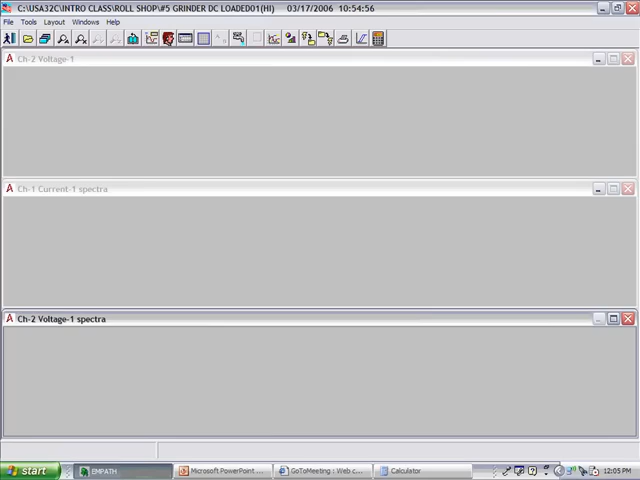 C:\USA32C\INTRO CLASS\ROLL SHOP\#5 GRINDER DC LOADED01(HI) 03/17/2006 10:54:56
File Tools Layout Windows Help
Ch-2 Voltage-1
Ch-1 Current-1 spectra
Ch-2 Voltage-1 spectra
start EMPATH Microsoft PowerPoint ... GoToMeeting : Web c... Calculator 12:05 PM